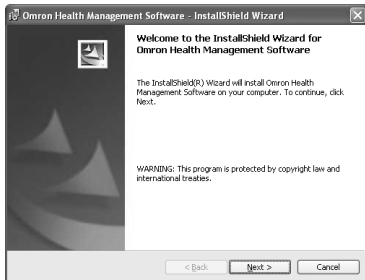 Omron Health Management Software - InstallShield Wizard
Welcome to the InstallShield Wizard for
Omron Health Management Software
The InstallShield(R) Wizard will install Omron Health
Management Software on your computer. To continue, click
Next.
WARNING: This program is protected by copyright law and
international treaties.
< Back
Next >
Cancel